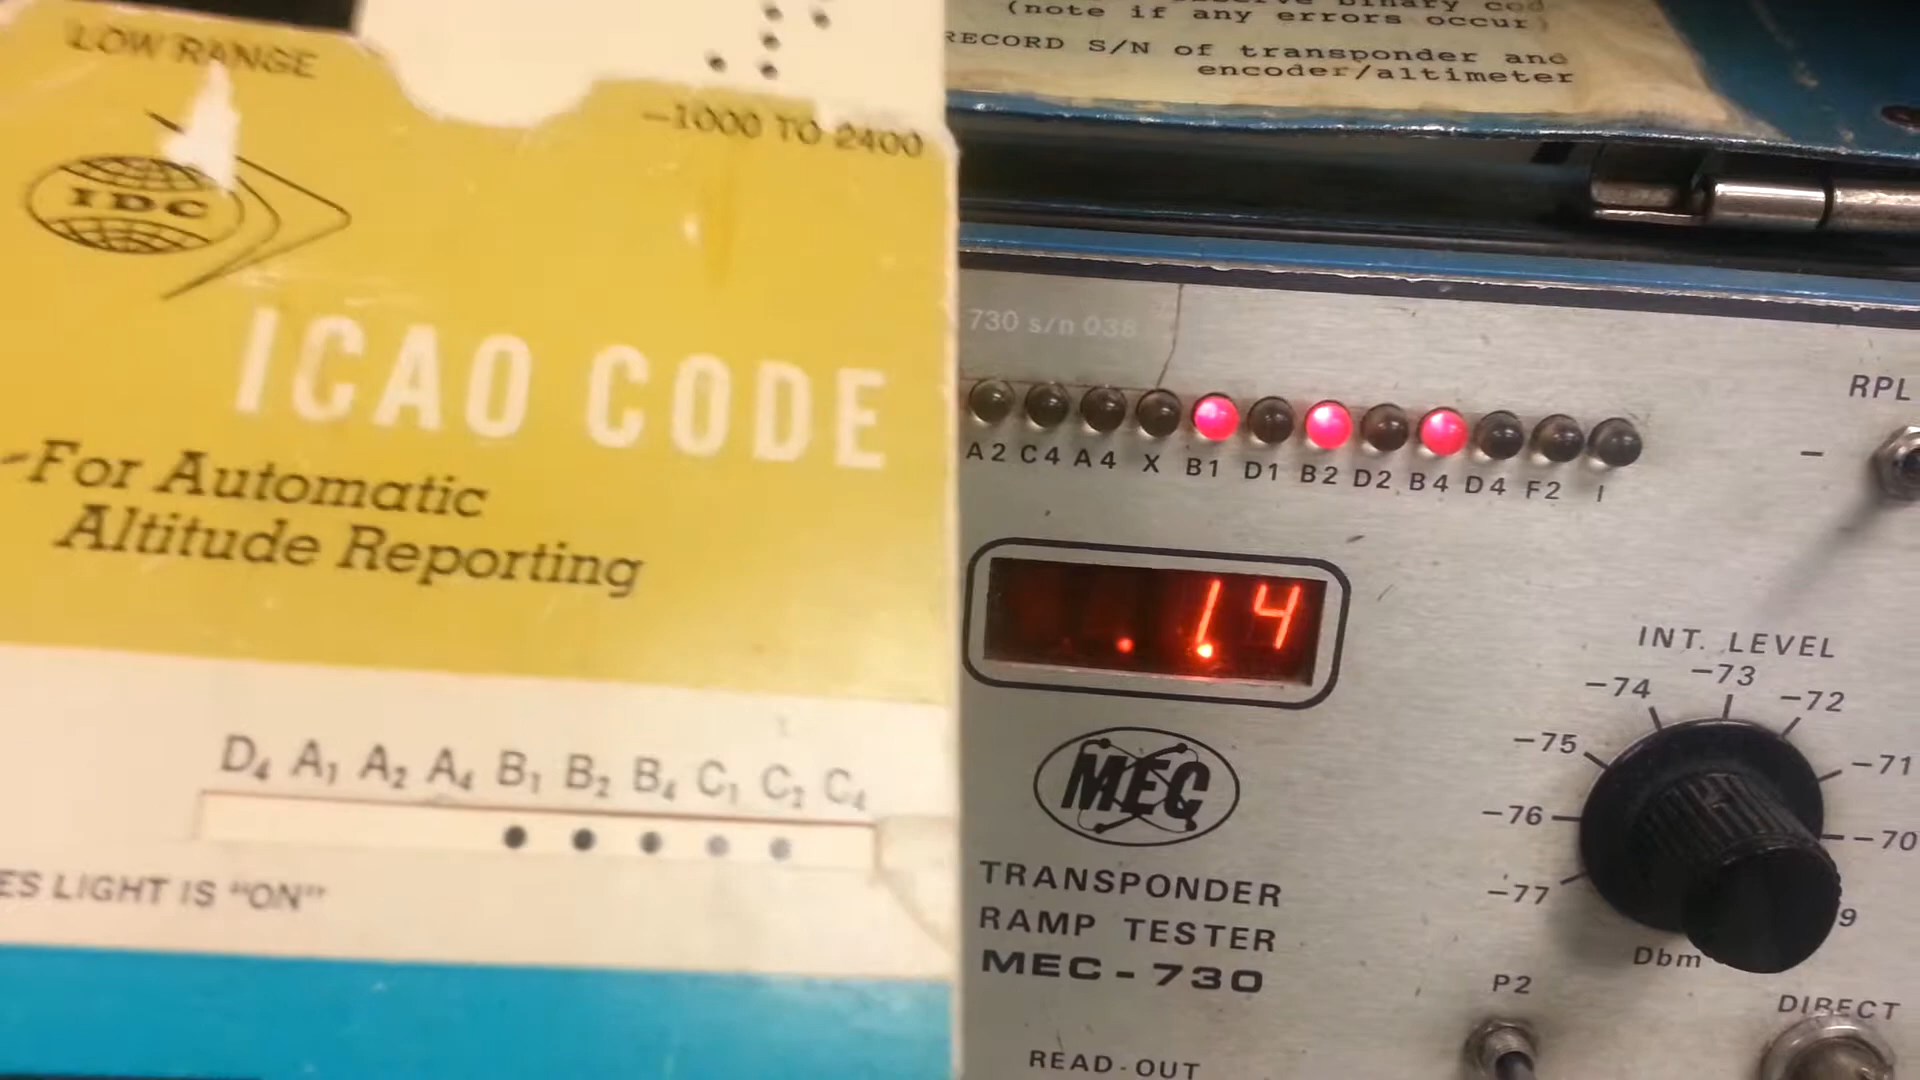 LOW RANGE
-1000 TO 2400
IDC
ICAO CODE
For Automatic
Altitude Reporting
D4 A1 A2 A4 B1 B2 B4 C1 C2 C4
ES LIGHT IS "ON"
(note if any errors occur)
RECORD S/N of transponder and
encoder/altimeter
730 s/n 038
RPL
A2 C4 A4 X B1 D1 B2 D2 B4 D4 F2 I
-
. 1.4
INT. LEVEL
-73
-74 -72
-75 -71
-76 -70
-77 9
Dbm
MEC
TRANSPONDER
RAMP TESTER
MEC-730
P2
DIRECT
READ-OUT